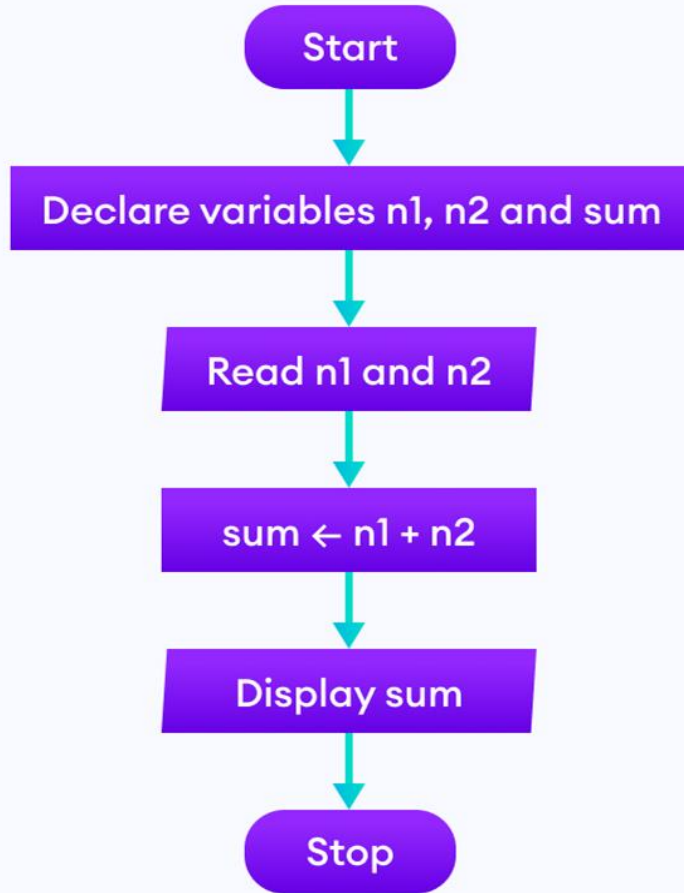 Start
Declare variables n1, n2 and sum
Read n1 and n2
sum ← n1 + n2
Display sum
Stop